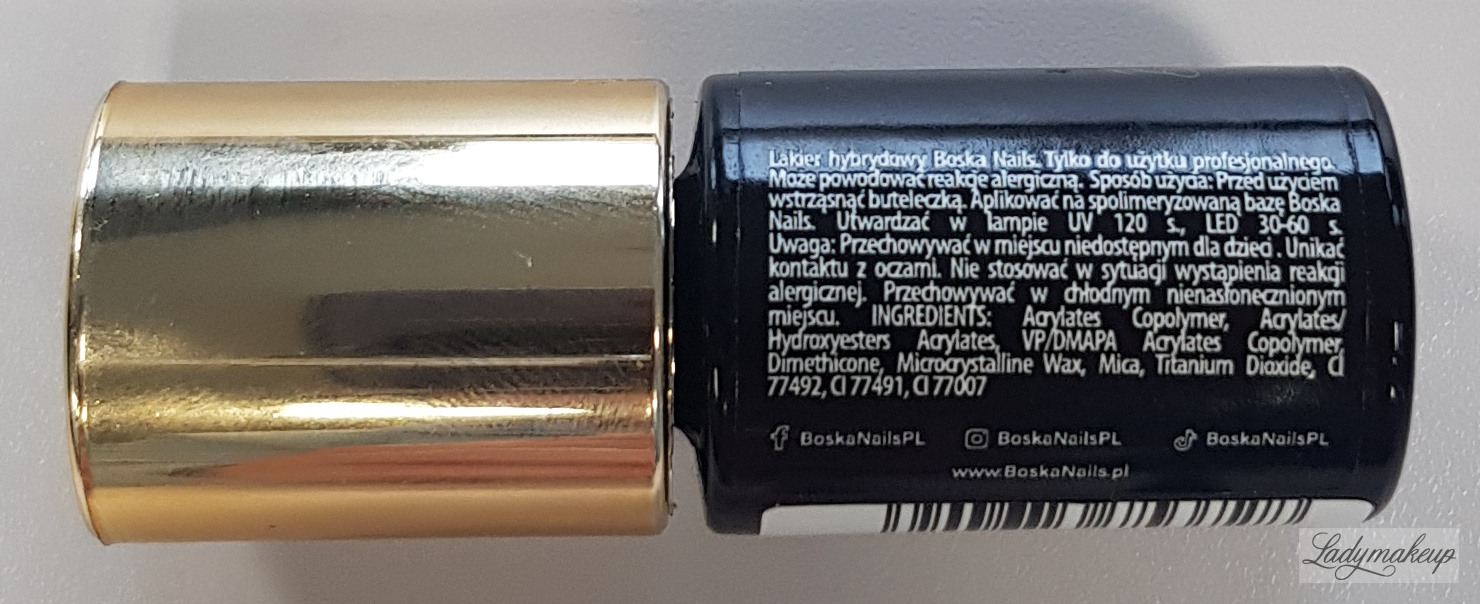 Lakier hybrydowy Boska Nails. Tylko do użytku profesjonalnego.
Może powodować reakcje alergiczną. Sposób użycia: Przed użyciem
wstrząsnąć buteleczką. Aplikować na spolimeryzowaną bazę Boska
Nails. Utwardzać w lampie UV 120 s., LED 30-60 s.
Uwaga: Przechowywać w miejscu niedostępnym dla dzieci . Unikać
kontaktu z oczami. Nie stosować w sytuacji wystąpienia reakcji
alergicznej. Przechowywać w chłodnym nienasłonecznionym
miejscu. INGREDIENTS: Acrylates Copolymer, Acrylates/
Hydroxyesters Acrylates, VP/DMAPA Acrylates Copolymer,
Dimethicone, Microcrystalline Wax, Mica, Titanium Dioxide, CI
77492, CI 77491, CI 77007
BoskaNailsPL BoskaNailsPL BoskaNailsPL
www.BoskaNails.pl
Ladymakeup